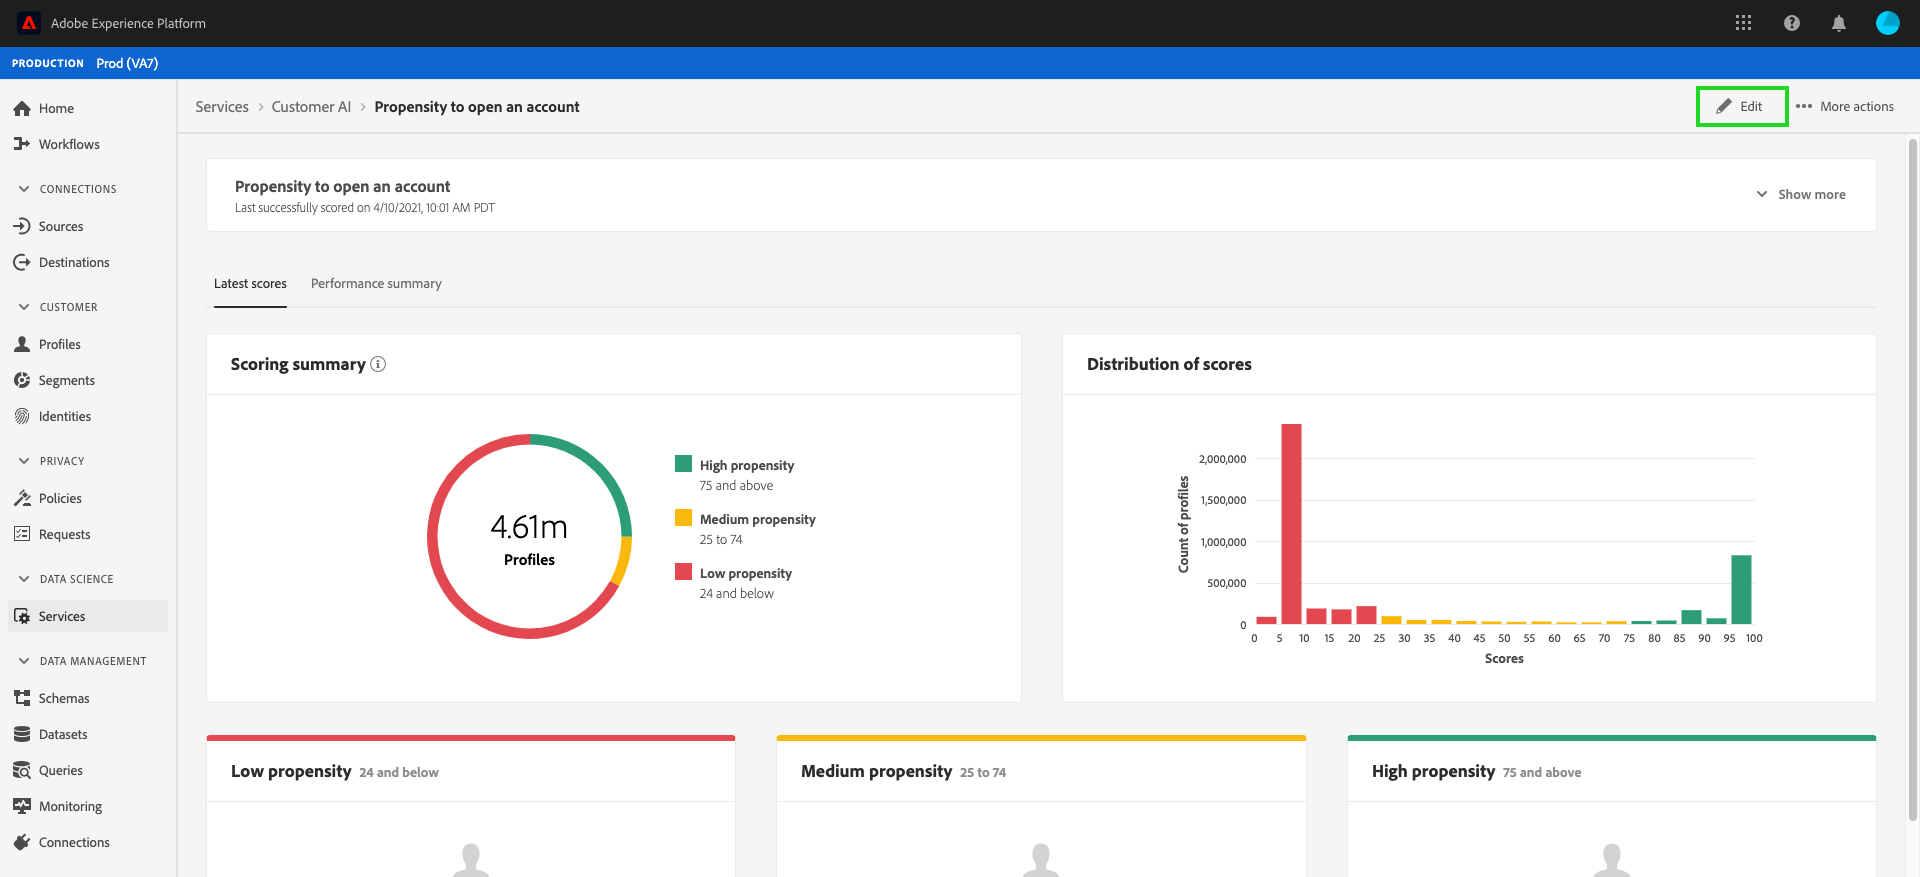 Adobe Experience Platform
PRODUCTION Prod (VA7)
Home
Workflows
CONNECTIONS
Sources
Destinations
CUSTOMER
Profiles
Segments
Identities
PRIVACY
Policies
Requests
DATA SCIENCE
Services
DATA MANAGEMENT
Schemas
Datasets
Queries
Monitoring
Connections
Services > Customer AI > Propensity to open an account
Edit
More actions
Propensity to open an account
Last successfully scored on 4/10/2021, 10:01 AM PDT
Show more
Latest scores
Performance summary
Scoring summary
4.61m
Profiles
High propensity
75 and above
Medium propensity
25 to 74
Low propensity
24 and below
Distribution of scores
Count of profiles
2,000,000
1,500,000
1,000,000
500,000
0
0 5 10 15 20 25 30 35 40 45 50 55 60 65 70 75 80 85 90 95 100
Scores
Low propensity 24 and below
Medium propensity 25 to 74
High propensity 75 and above